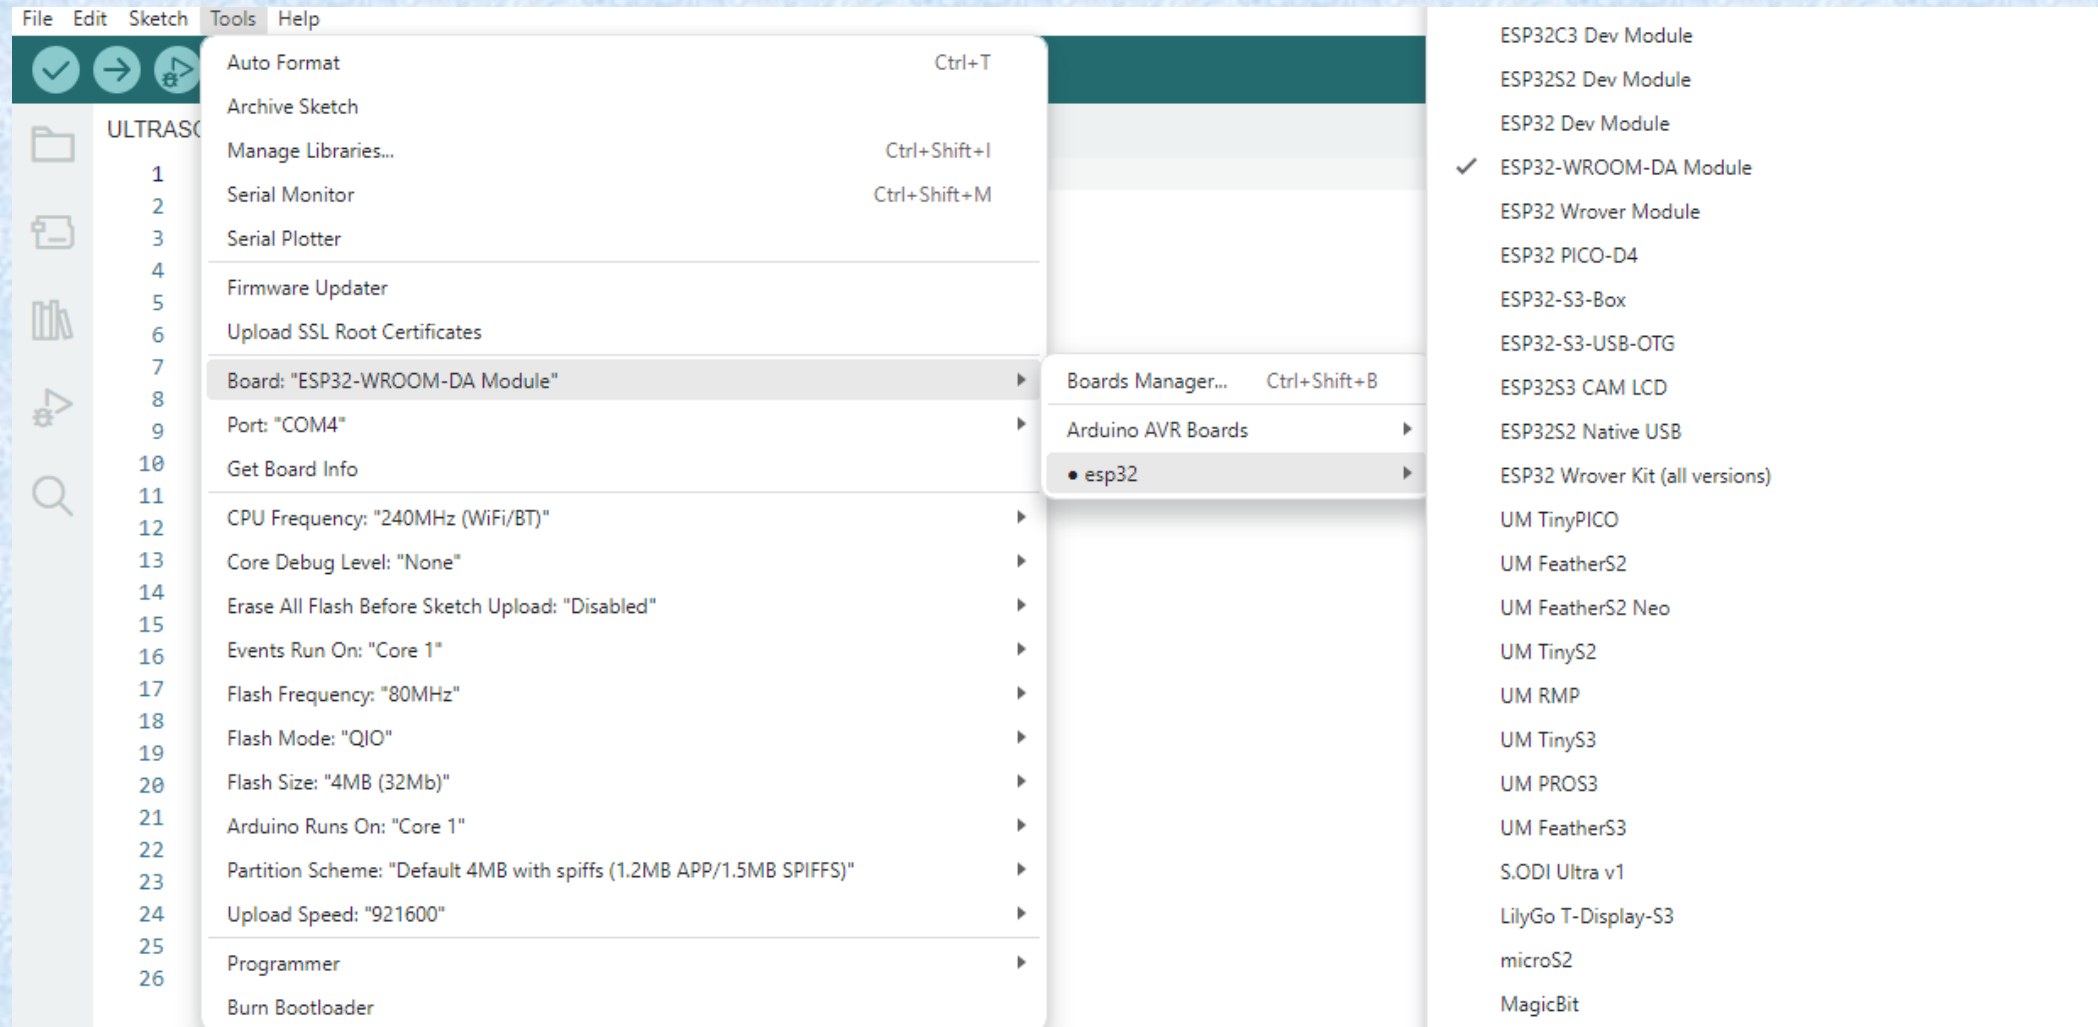 File Edit Sketch Tools Help
ULTRASO
1
2
3
4
5
6
7
8
9
10
11
12
13
14
15
16
17
18
19
20
21
22
23
24
25
26
Auto Format Ctrl+T
Archive Sketch
Manage Libraries... Ctrl+Shift+I
Serial Monitor Ctrl+Shift+M
Serial Plotter
Firmware Updater
Upload SSL Root Certificates
Board: "ESP32-WROOM-DA Module"
Port: "COM4"
Get Board Info
CPU Frequency: "240MHz (WiFi/BT)"
Core Debug Level: "None"
Erase All Flash Before Sketch Upload: "Disabled"
Events Run On: "Core 1"
Flash Frequency: "80MHz"
Flash Mode: "QIO"
Flash Size: "4MB (32Mb)"
Arduino Runs On: "Core 1"
Partition Scheme: "Default 4MB with spiffs (1.2MB APP/1.5MB SPIFFS)"
Upload Speed: "921600"
Programmer
Burn Bootloader
Boards Manager... Ctrl+Shift+B
Arduino AVR Boards
• esp32
ESP32C3 Dev Module
ESP32S2 Dev Module
ESP32 Dev Module
✓ ESP32-WROOM-DA Module
ESP32 Wrover Module
ESP32 PICO-D4
ESP32-S3-Box
ESP32-S3-USB-OTG
ESP32S3 CAM LCD
ESP32S2 Native USB
ESP32 Wrover Kit (all versions)
UM TinyPICO
UM FeatherS2
UM FeatherS2 Neo
UM TinyS2
UM RMP
UM TinyS3
UM PROS3
UM FeatherS3
S.ODI Ultra v1
LilyGo T-Display-S3
microS2
MagicBit